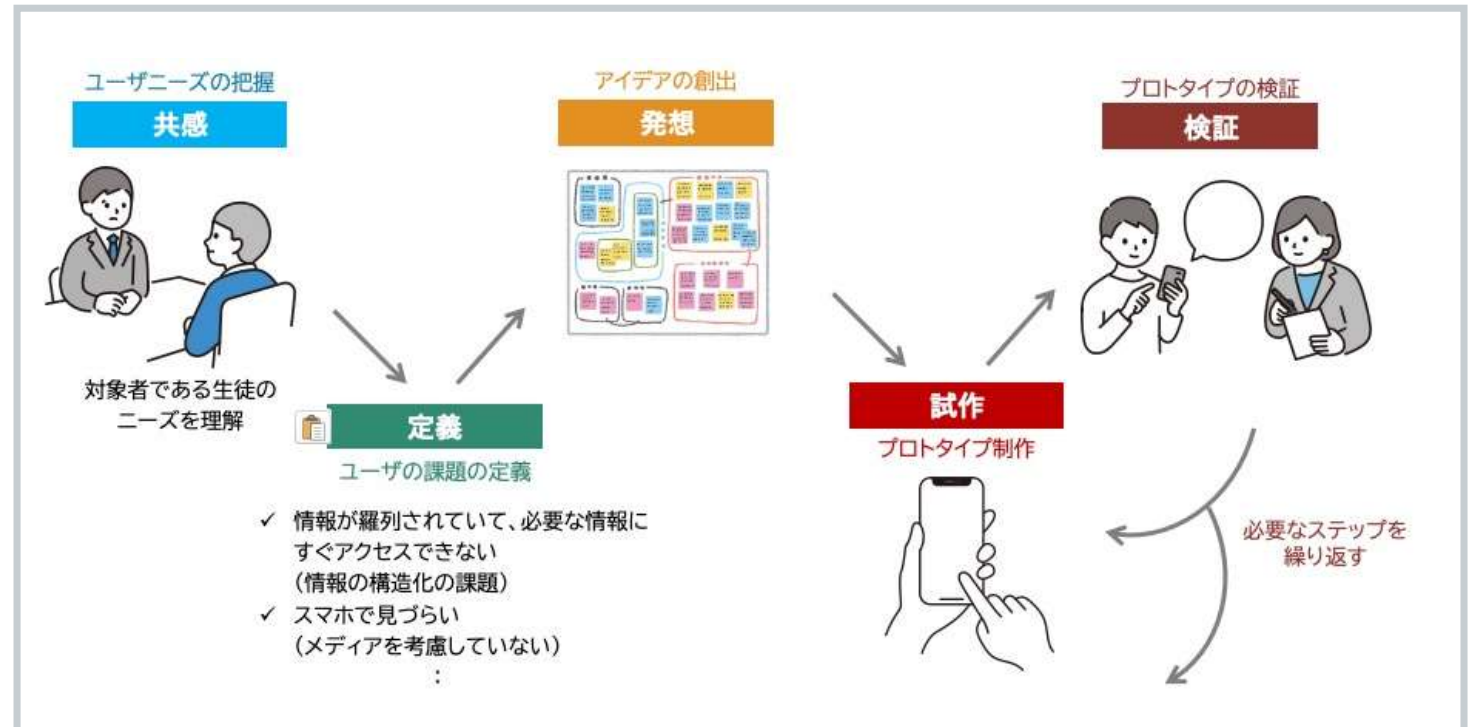 ユーザニーズの把握
共感
対象者である生徒の
ニーズを理解
定義
ユーザの課題の定義
✓ 情報が羅列されていて、必要な情報に
すぐアクセスできない
(情報の構造化の課題)
✓ スマホで見づらい
(メディアを考慮していない)
:
アイデアの創出
発想
試作
プロトタイプ制作
プロトタイプの検証
検証
必要なステップを
繰り返す